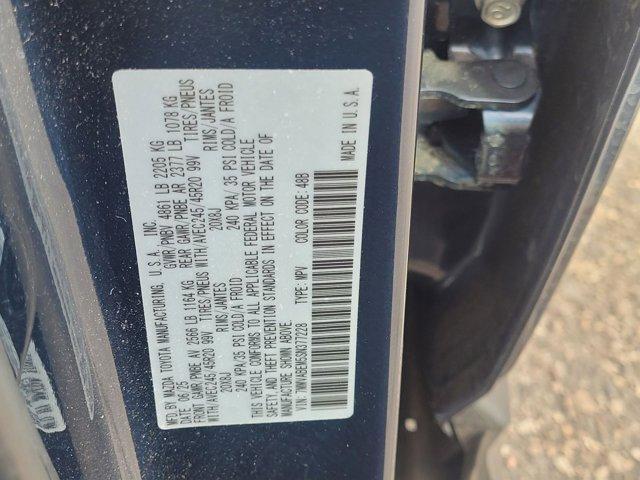 MFD. BY MAZDA TOYOTA MANUFACTURING, U.S.A., INC.
DATE 06/25 GVWR/PNBV 4861 LB 2205 KG
FRONT GAWR/PNBE AV 2566 LB 1164 KG REAR GAWR/PNBE AR 2377 LB 1078 KG
WITH/AVEC 245/45R20 99V TIRES/PNEUS WITH/AVEC 245/45R20 99V TIRES/PNEUS
20X8J RIMS/JANTES 20X8J RIMS/JANTES
240 KPA/35 PSI COLD/A FROID 240 KPA/35 PSI COLD/A FROID
THIS VEHICLE CONFORMS TO ALL APPLICABLE FEDERAL MOTOR VEHICLE
SAFETY, AND THEFT PREVENTION STANDARDS IN EFFECT ON THE DATE OF
MANUFACTURE SHOWN ABOVE.
TYPE: MPV COLOR CODE: 48B
MADE IN U.S.A.